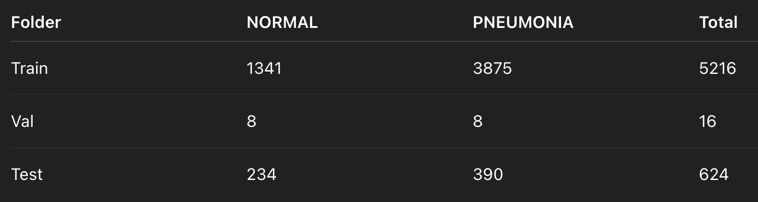 Folder NORMAL PNEUMONIA Total
Train 1341 3875 5216
Val 8 8 16
Test 234 390 624